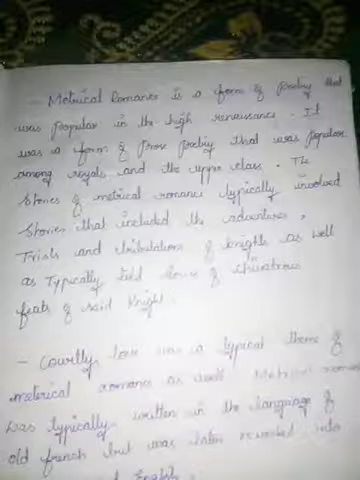 - Metrical Romance is a form of Poetry that
was Popular in the high renaissance. It
was a form of Prose Poetry that was popular
among royals and the upper class. The
Stories of metrical romance typically involved
Stories that included the adventures,
Trials and tribulations of knights as well
as Typically told of chivalrous
feats of said Knight.
- Courtly love was a typical theme of
metrical romance as well. Metrical
was typically written in the language of
old french but was later into
English.